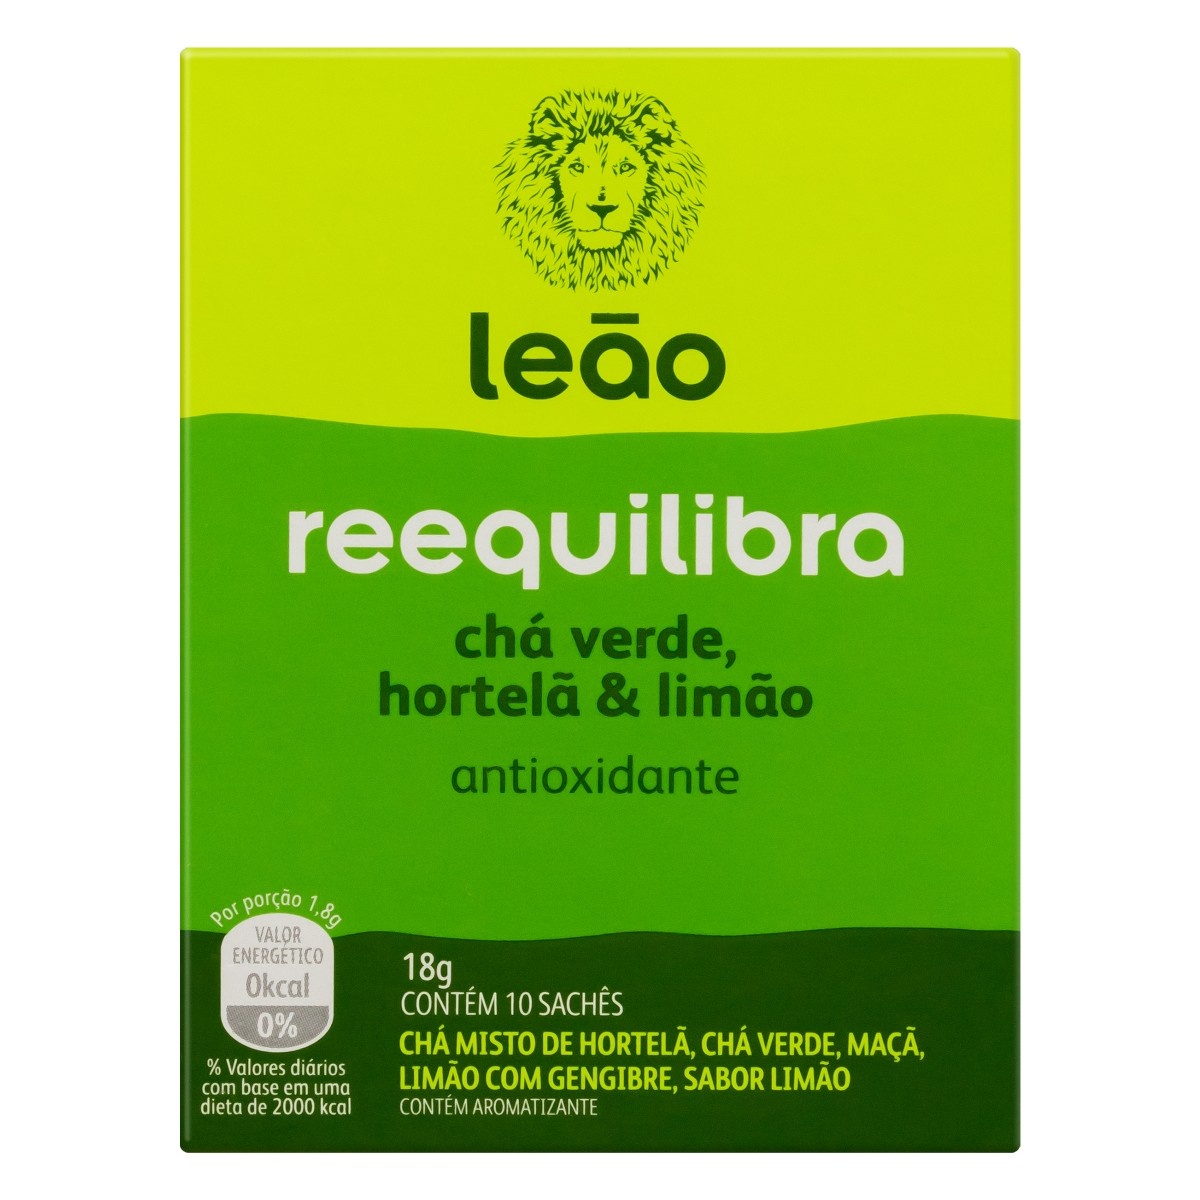 leão
reequilibra
chá verde,
hortelã & limão
antioxidante
Por porção 1,8g
VALOR
ENERGÉTICO
0kcal
0%
% Valores diários
com base em uma
dieta de 2000 kcal
18g
CONTÉM 10 SACHÊS
CHÁ MISTO DE HORTELÃ, CHÁ VERDE, MAÇÃ,
LIMÃO COM GENGIBRE, SABOR LIMÃO
CONTÉM AROMATIZANTE